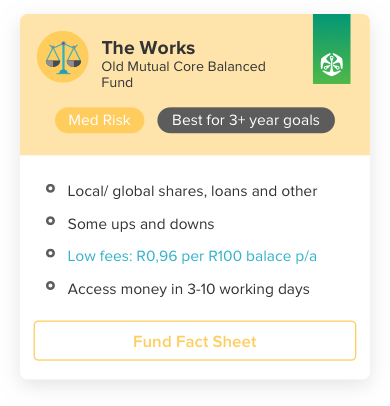 The Works
Old Mutual Core Balanced
Fund
Med Risk
Best for 3+ year goals
Local/ global shares, loans and other
Some ups and downs
Low fees: R0,96 per R100 balace p/a
Access money in 3-10 working days
Fund Fact Sheet